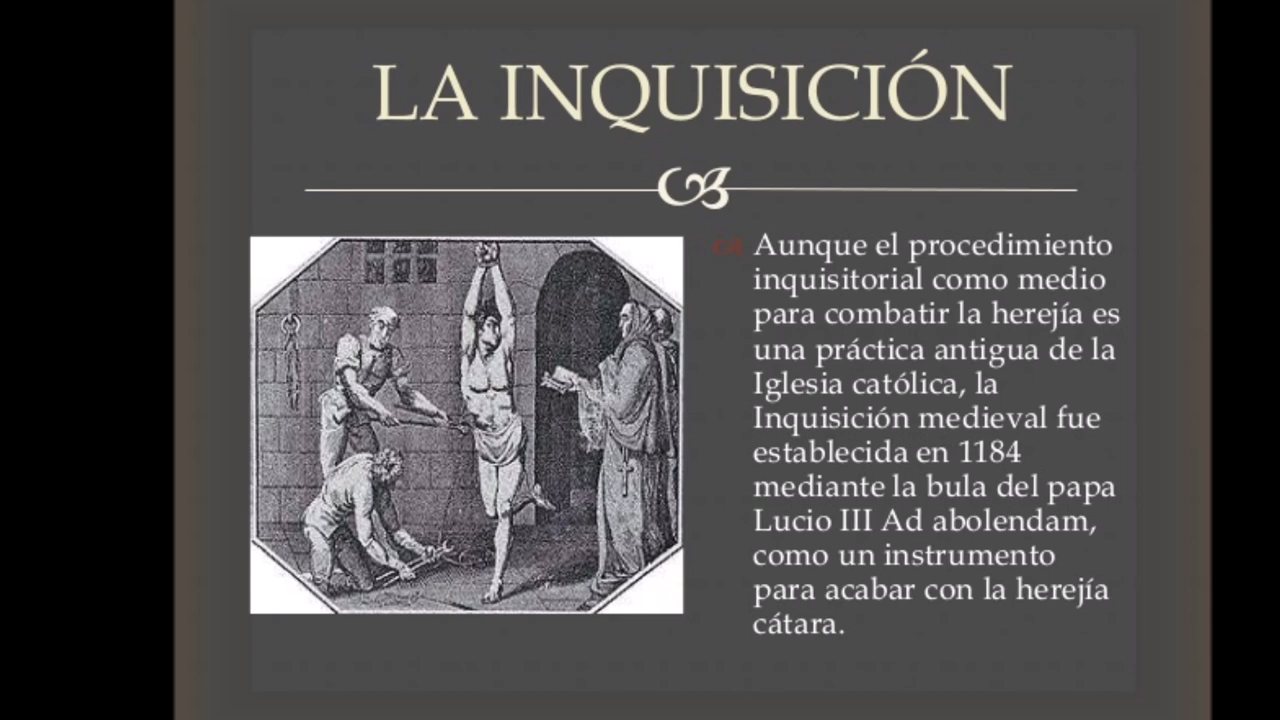 LA INQUISICIÓN
Aunque el procedimiento
inquisitorial como medio
para combatir la herejía es
una práctica antigua de la
Iglesia católica, la
Inquisición medieval fue
establecida en 1184
mediante la bula del papa
Lucio III Ad abolendam,
como un instrumento
para acabar con la herejía
cátara.